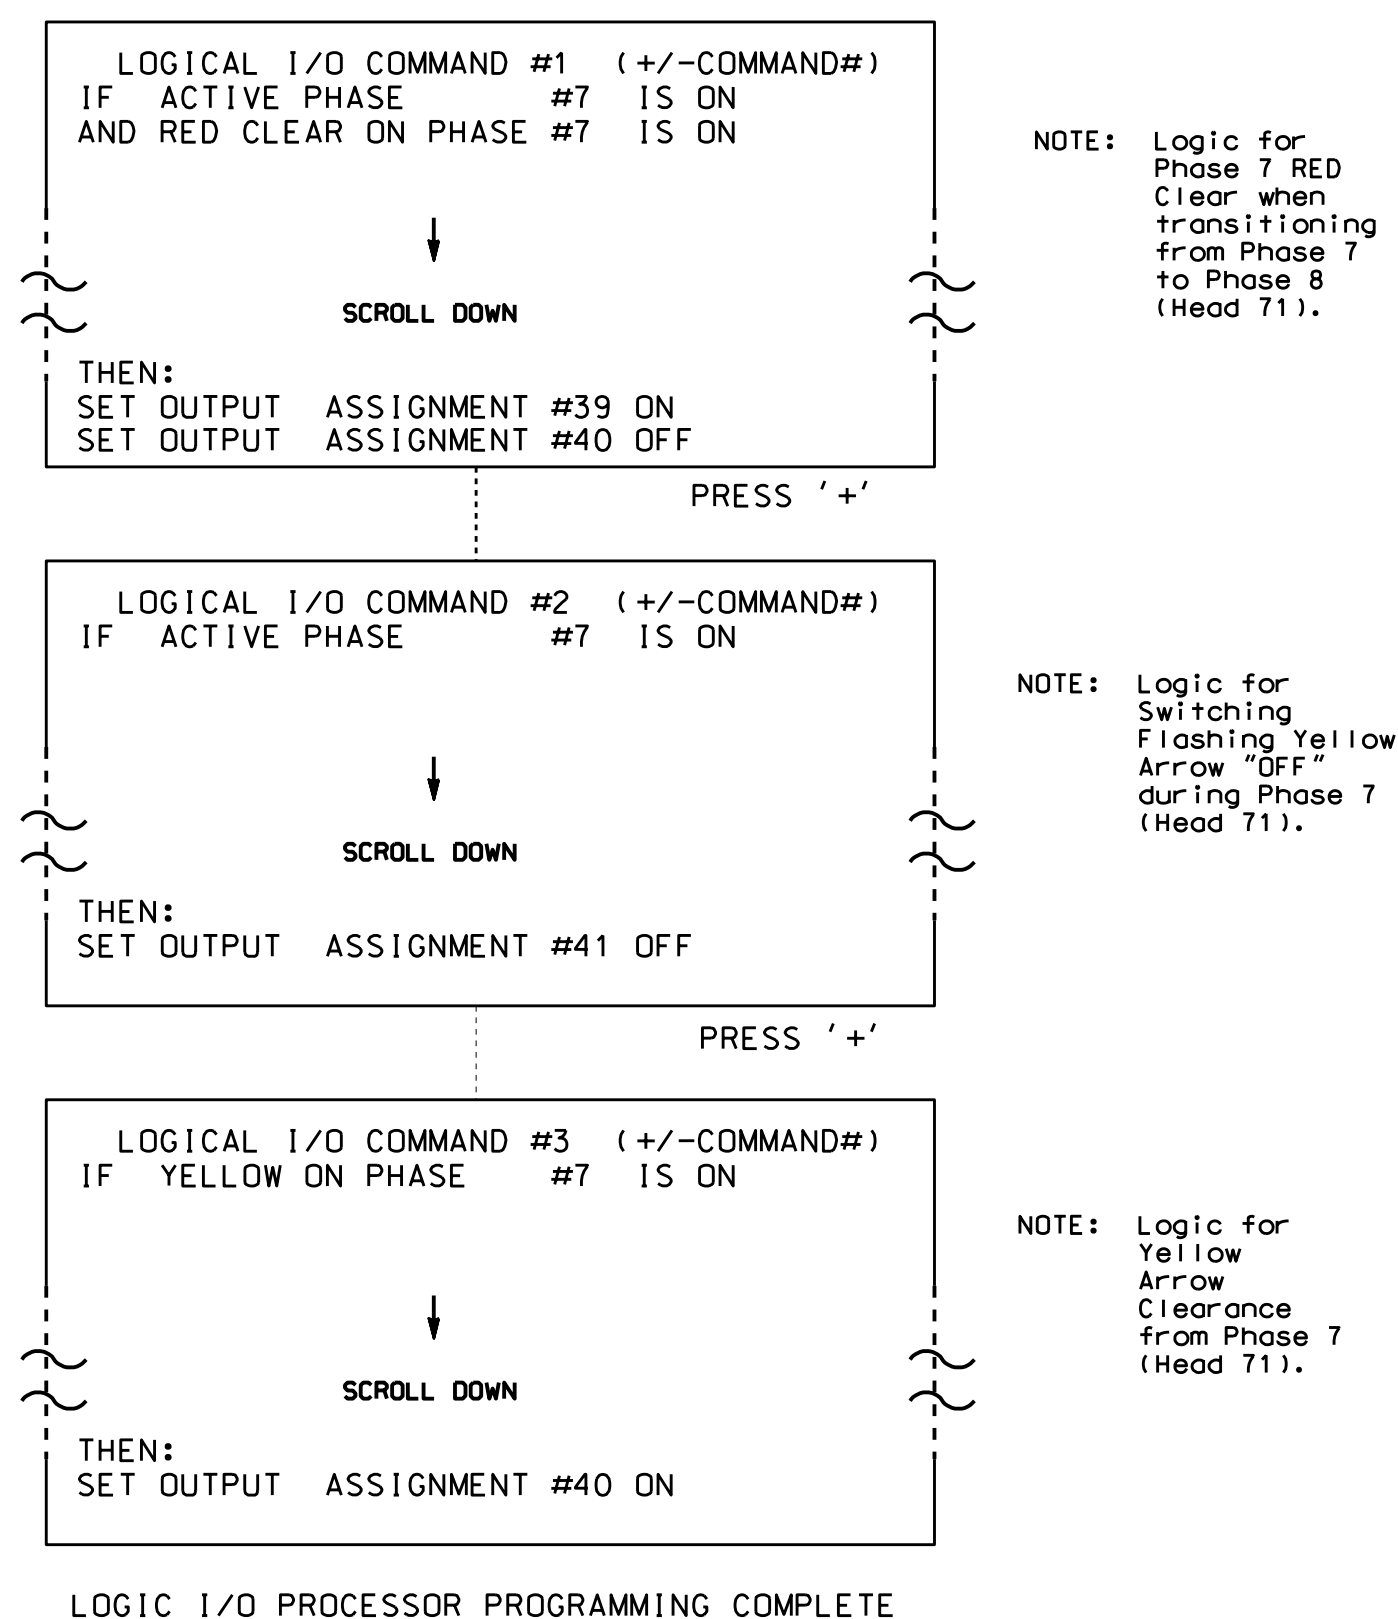 LOGICAL I/O COMMAND #1 (+/-COMMAND#)
IF ACTIVE PHASE #7 IS ON
AND RED CLEAR ON PHASE #7 IS ON
SCROLL DOWN
THEN:
SET OUTPUT ASSIGNMENT #39 ON
SET OUTPUT ASSIGNMENT #40 OFF
NOTE: Logic for
Phase 7 RED
Clear when
transitioning
from Phase 7
to Phase 8
(Head 71).
PRESS '+'
LOGICAL I/O COMMAND #2 (+/-COMMAND#)
IF ACTIVE PHASE #7 IS ON
SCROLL DOWN
THEN:
SET OUTPUT ASSIGNMENT #41 OFF
NOTE: Logic for
Switching
Flashing Yellow
Arrow "OFF"
during Phase 7
(Head 71).
PRESS '+'
LOGICAL I/O COMMAND #3 (+/-COMMAND#)
IF YELLOW ON PHASE #7 IS ON
SCROLL DOWN
THEN:
SET OUTPUT ASSIGNMENT #40 ON
NOTE: Logic for
Yellow
Arrow
Clearance
from Phase 7
(Head 71).
LOGIC I/O PROCESSOR PROGRAMMING COMPLETE